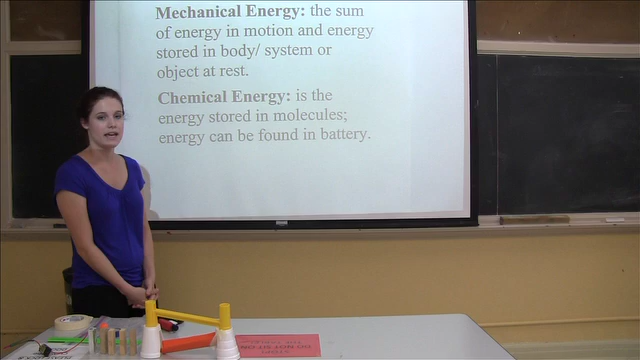 Mechanical Energy: the sum
of energy in motion and energy
stored in body/ system or
object at rest.
Chemical Energy: is the
energy stored in molecules;
energy can be found in battery.